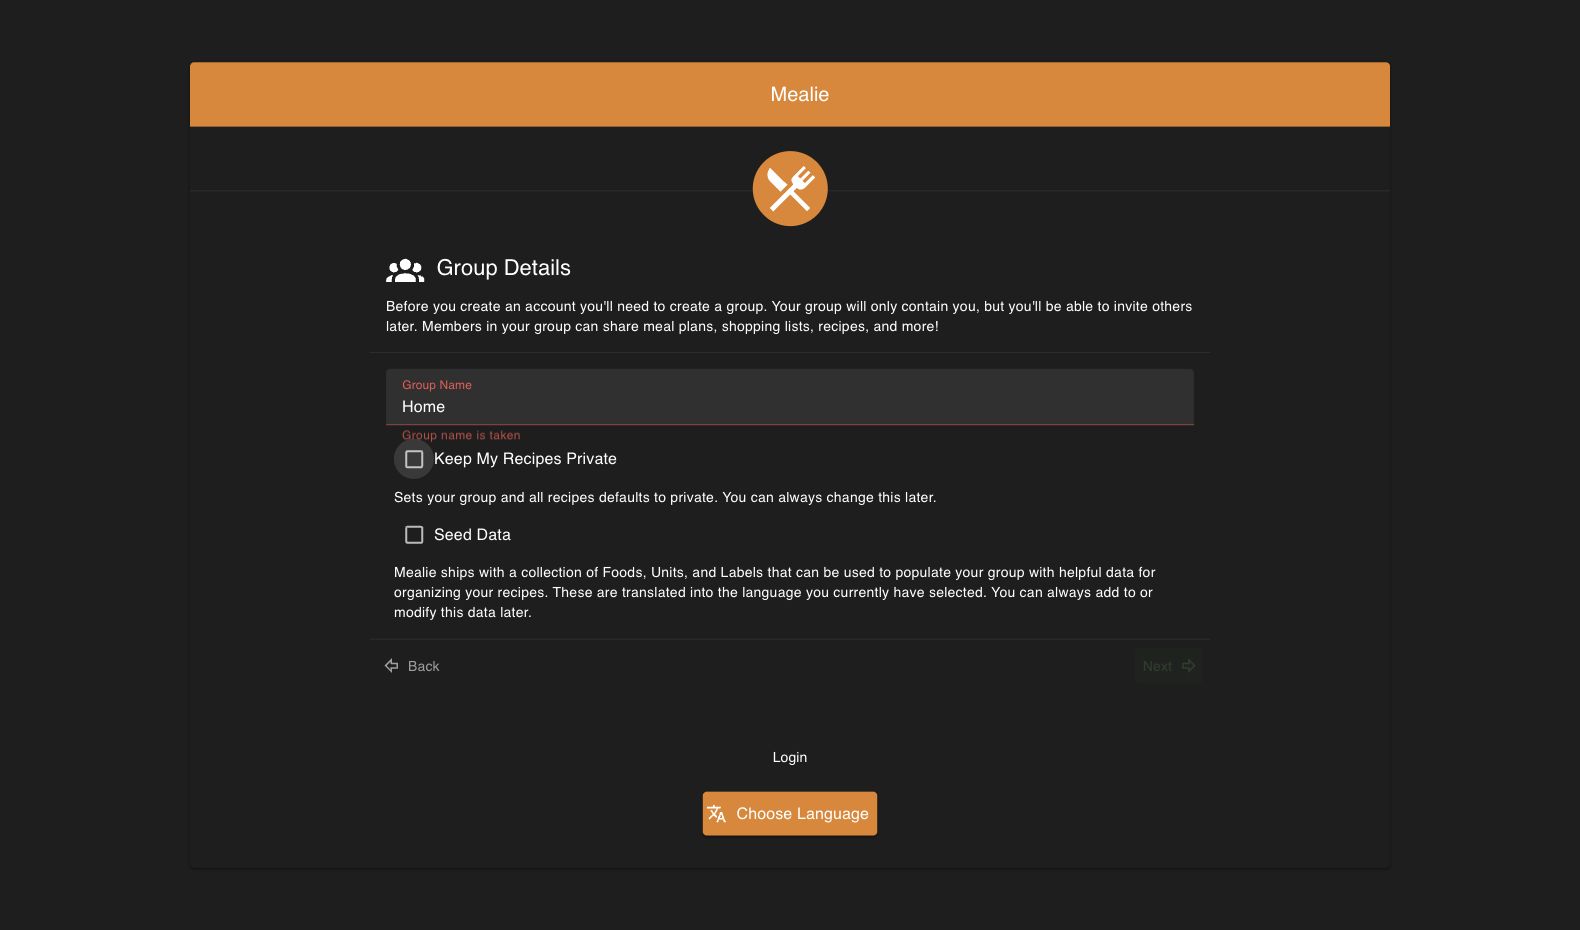 Mealie
Group Details
Before you create an account you'll need to create a group. Your group will only contain you, but you'll be able to invite others
later. Members in your group can share meal plans, shopping lists, recipes, and more!
Group Name
Home
Group name is taken
Keep My Recipes Private
Sets your group and all recipes defaults to private. You can always change this later.
Seed Data
Mealie ships with a collection of Foods, Units, and Labels that can be used to populate your group with helpful data for
organizing your recipes. These are translated into the language you currently have selected. You can always add to or
modify this data later.
Back
Next
Login
Choose Language